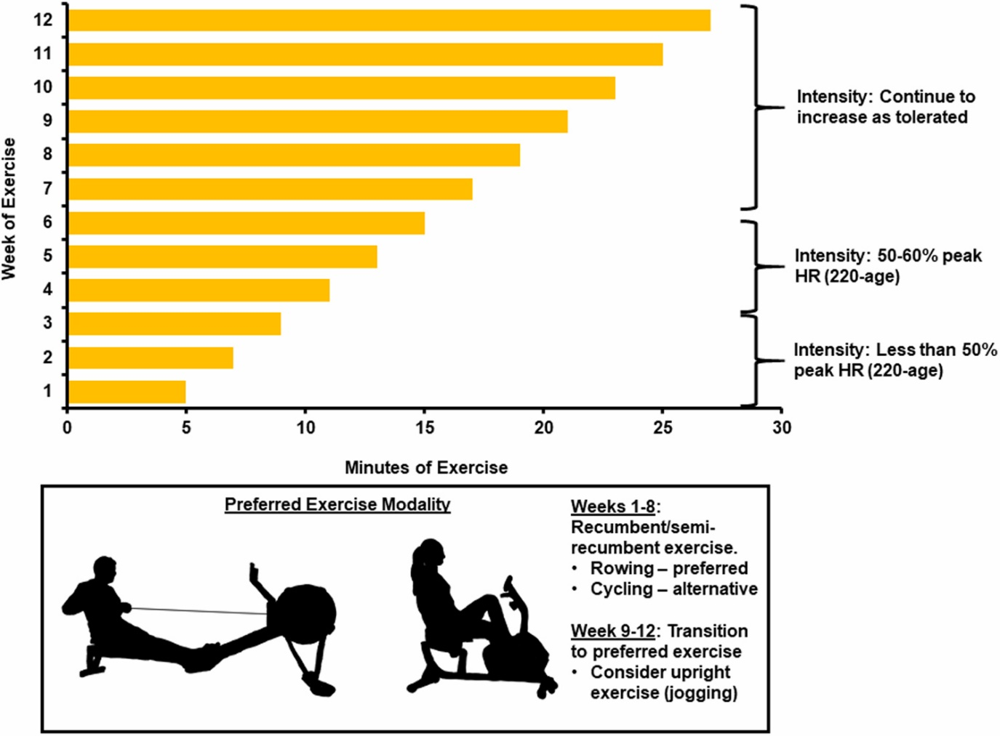 12
11
10
9
8
7
6
5
4
3
2
1
Week of Exercise
0 5 10 15 20 25 30
Minutes of Exercise
Intensity: Continue to
increase as tolerated
Intensity: 50-60% peak
HR (220-age)
Intensity: Less than 50%
peak HR (220-age)
Preferred Exercise Modality
Weeks 1-8:
Recumbent/semi-
recumbent exercise.
• Rowing – preferred
• Cycling – alternative
Week 9-12: Transition
to preferred exercise
• Consider upright
exercise (jogging)